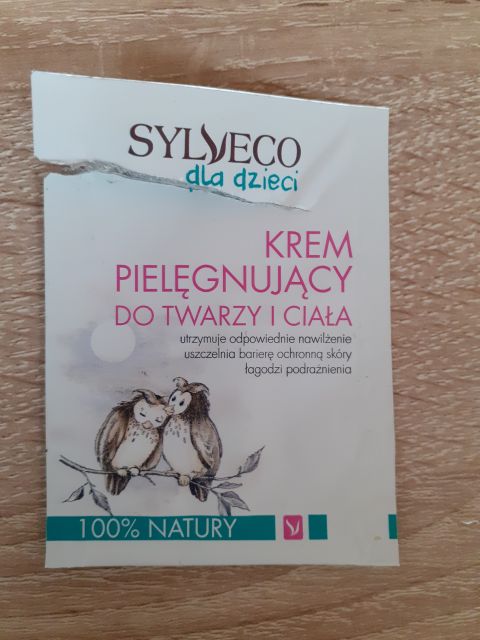 SYLVECO
dla dzieci
KREM
PIELĘGNUJĄCY
DO TWARZY I CIAŁA
utrzymuje odpowiednie nawilżenie
uszczelnia barierę ochronną skóry
łagodzi podrażnienia
100% NATURY